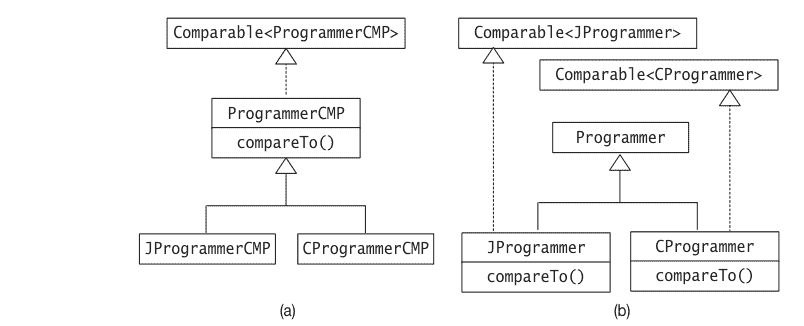 Comparable<ProgrammerCMP>
ProgrammerCMP
compareTo()
JProgrammerCMP
CProgrammerCMP
(a)
Comparable<JProgrammer>
Comparable<CProgrammer>
Programmer
JProgrammer
compareTo()
CProgrammer
compareTo()
(b)